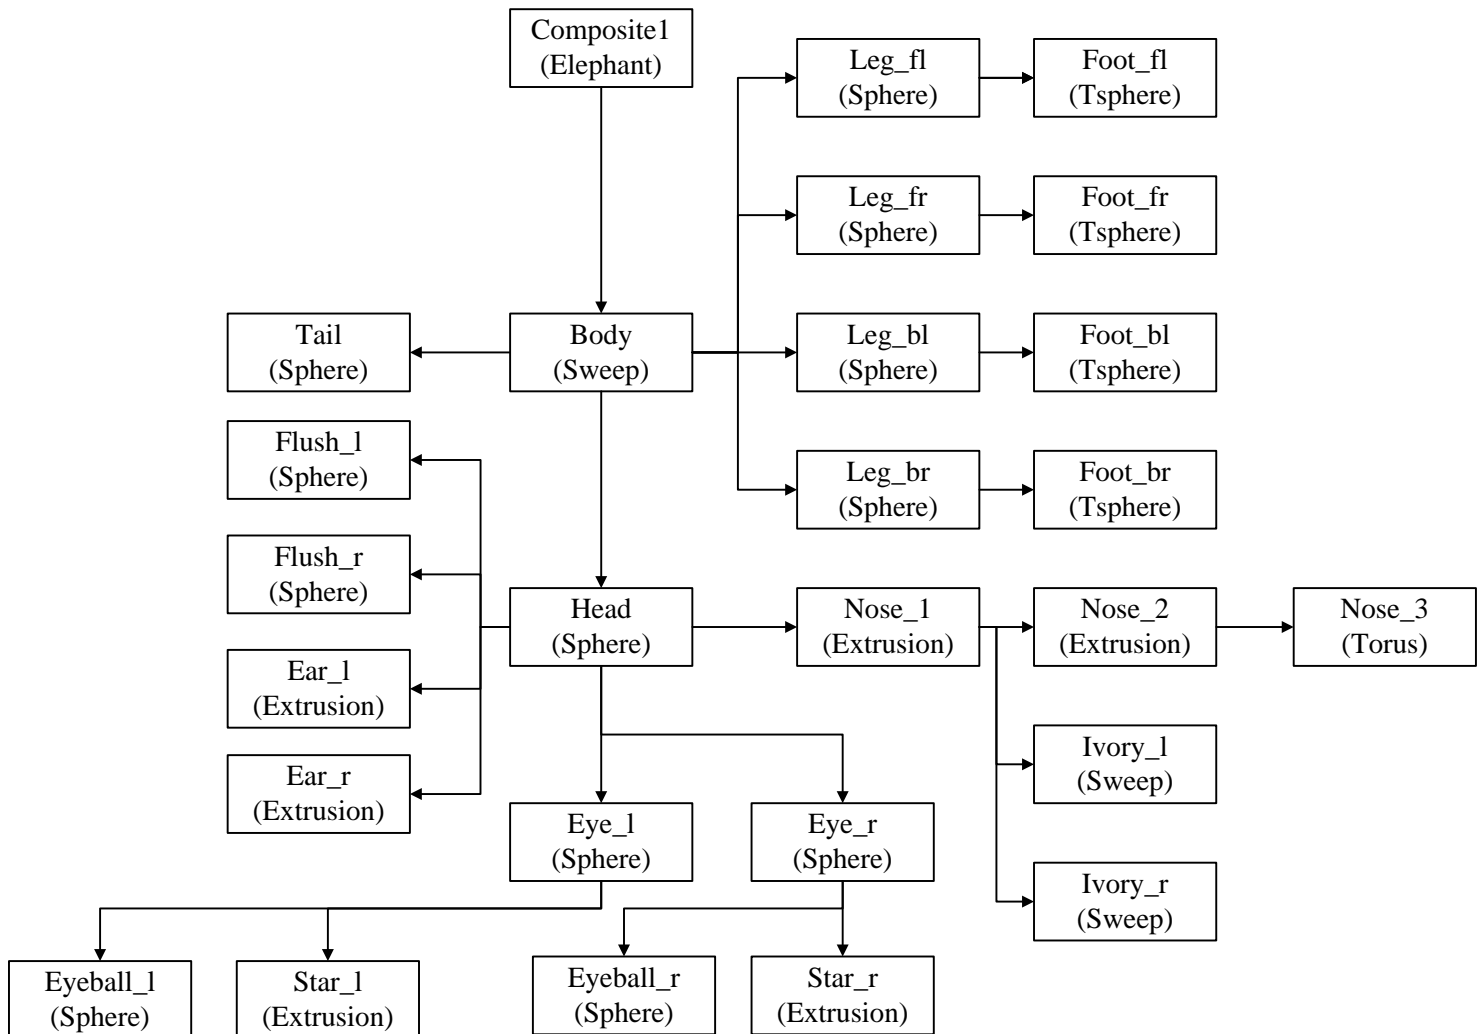 Composite1
(Elephant)
Leg_fl
(Sphere)
Foot_fl
(Tsphere)
Leg_fr
(Sphere)
Foot_fr
(Tsphere)
Tail
(Sphere)
Body
(Sweep)
Leg_bl
(Sphere)
Foot_bl
(Tsphere)
Flush_l
(Sphere)
Leg_br
(Sphere)
Foot_br
(Tsphere)
Flush_r
(Sphere)
Head
(Sphere)
Nose_1
(Extrusion)
Nose_2
(Extrusion)
Nose_3
(Torus)
Ear_l
(Extrusion)
Ivory_l
(Sweep)
Ear_r
(Extrusion)
Eye_l
(Sphere)
Eye_r
(Sphere)
Ivory_r
(Sweep)
Eyeball_l
(Sphere)
Star_l
(Extrusion)
Eyeball_r
(Sphere)
Star_r
(Extrusion)